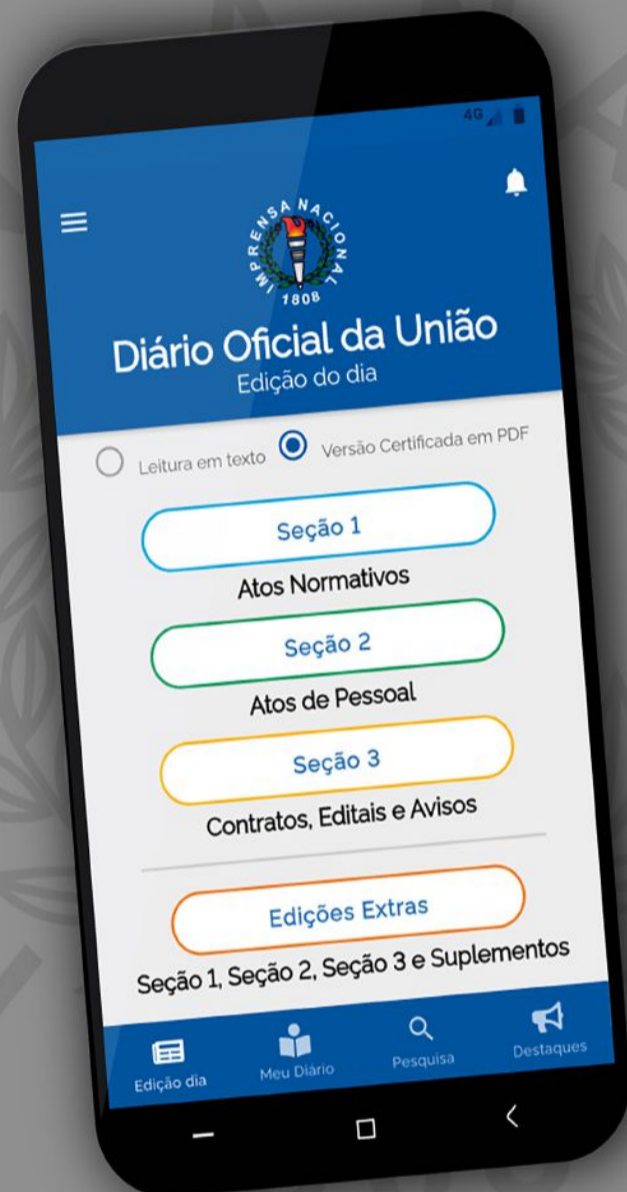 4G
IMPRENSA NACIONAL
1808
Diário Oficial da União
Edição do dia
Leitura em texto Versão Certificada em PDF
Seção 1
Atos Normativos
Seção 2
Atos de Pessoal
Seção 3
Contratos, Editais e Avisos
Edições Extras
Seção 1, Seção 2, Seção 3 e Suplementos
Edição dia Meu Diário Pesquisa Destaques